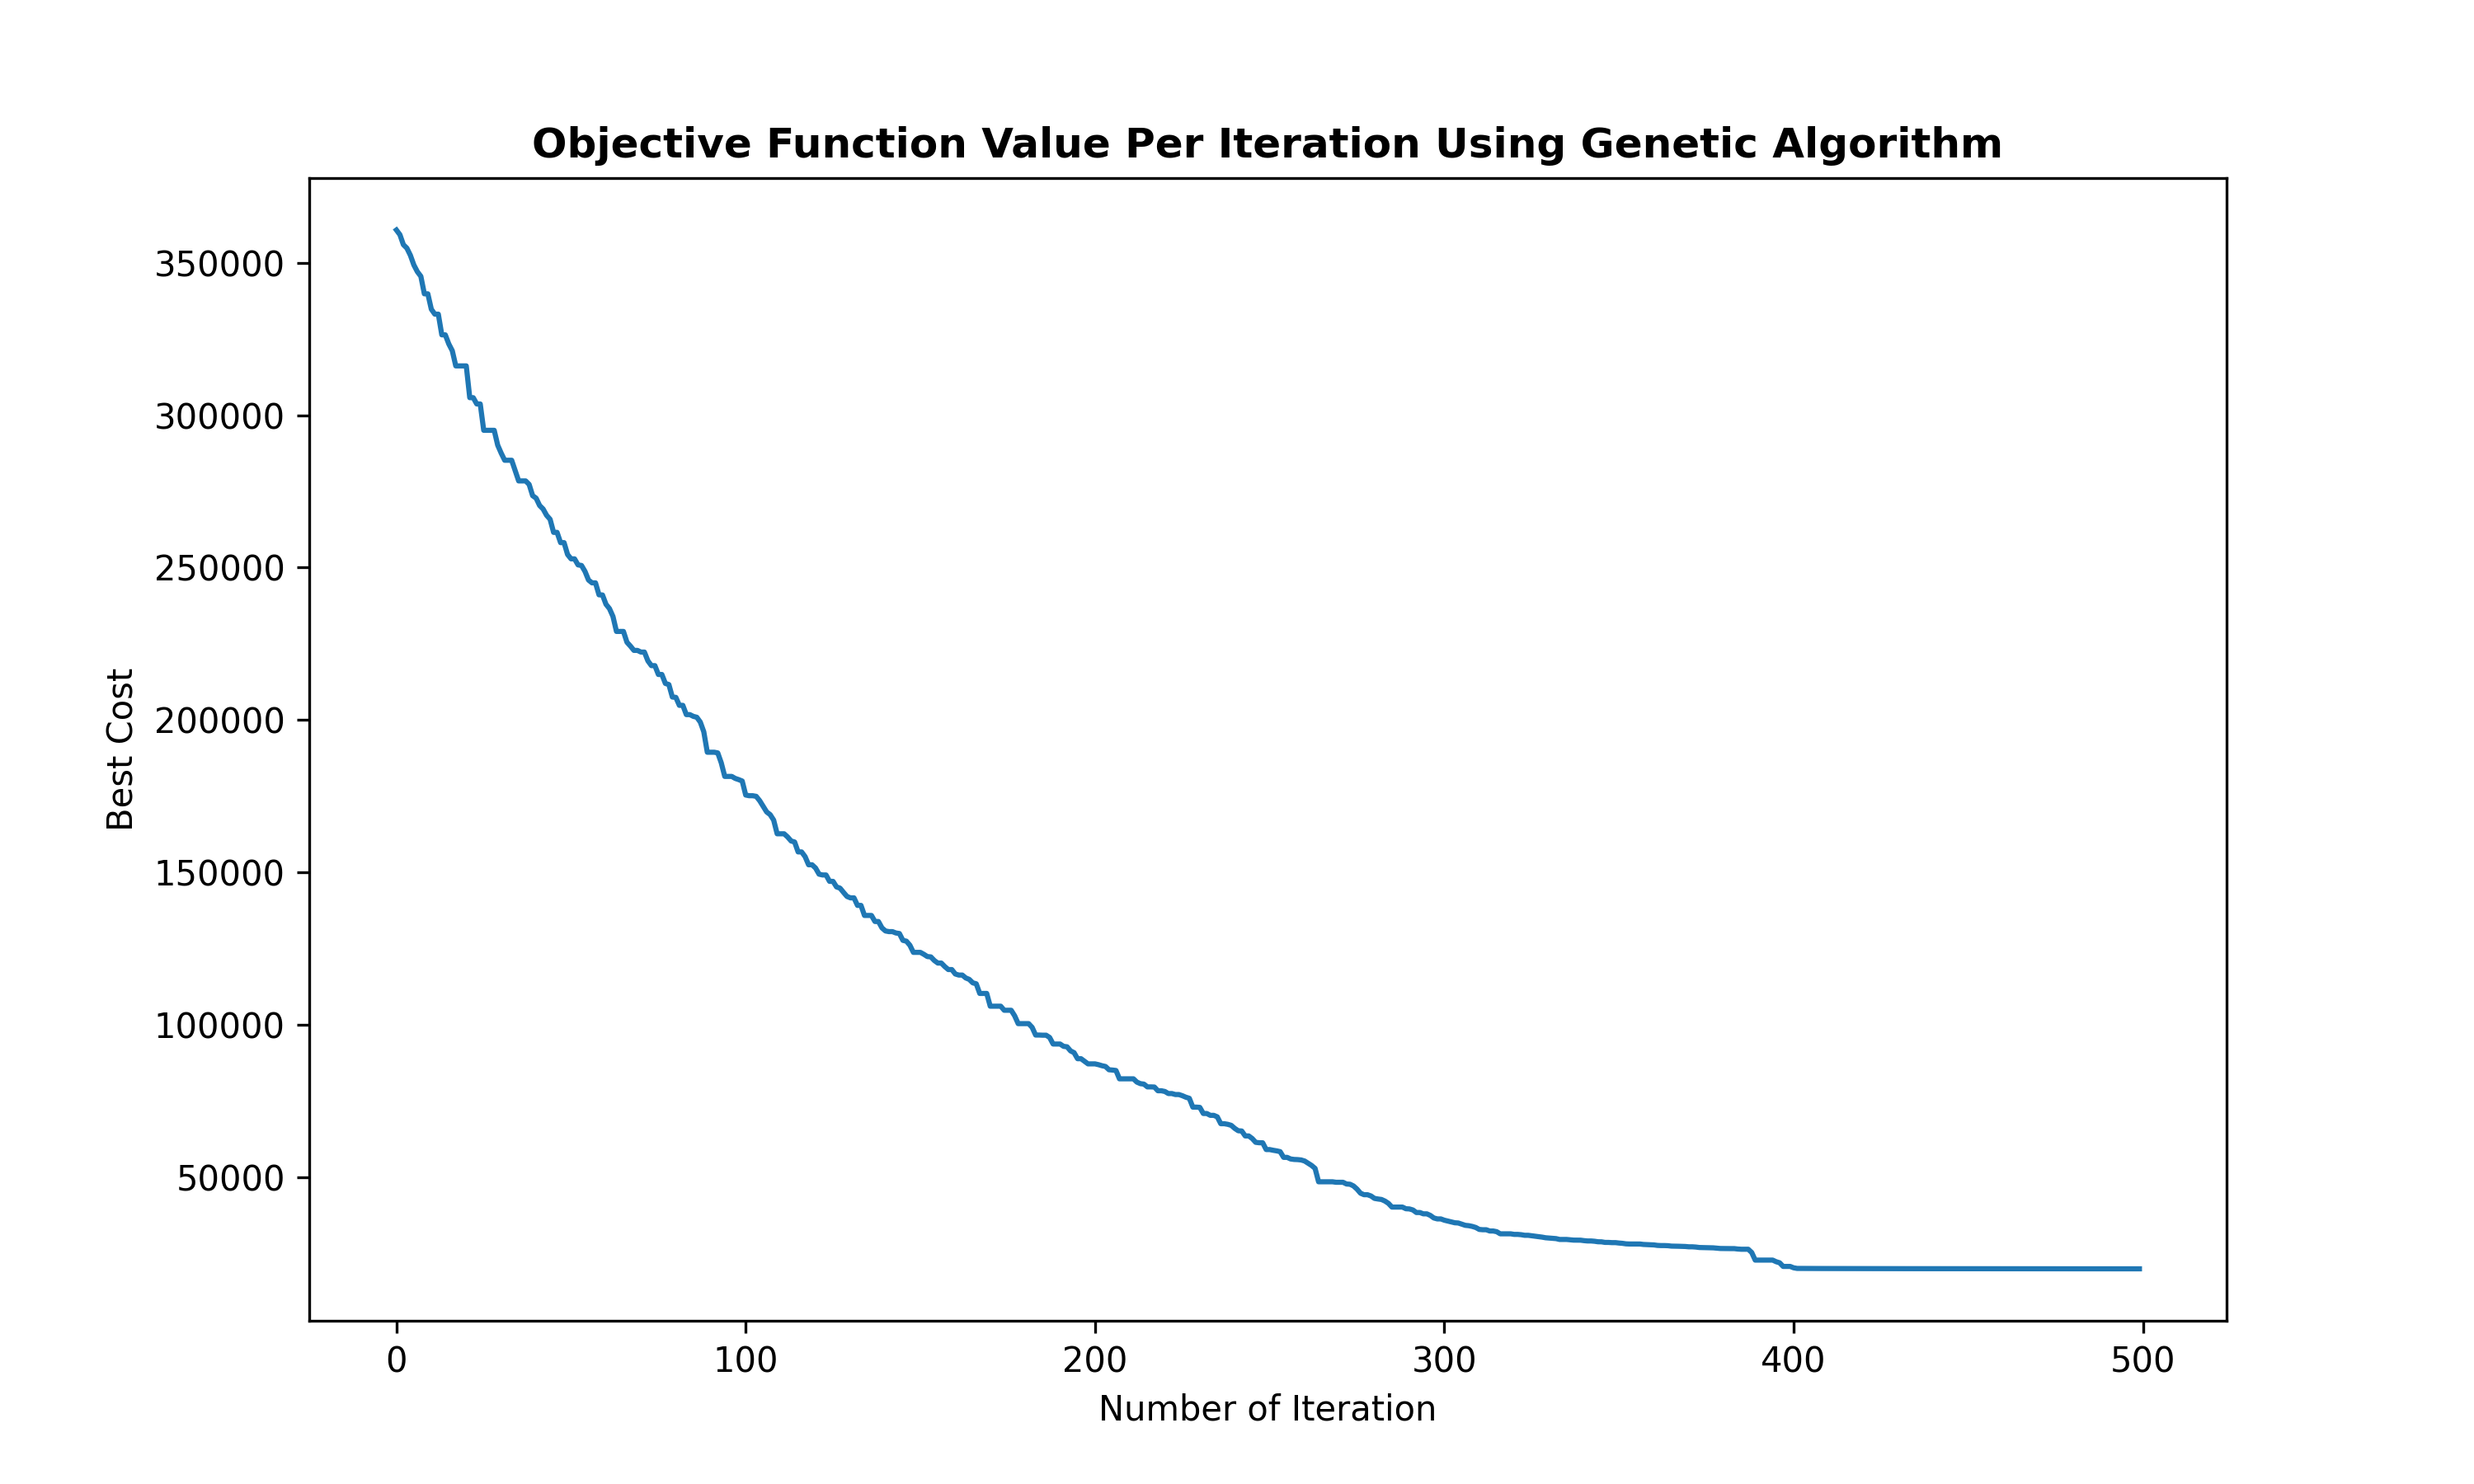 Objective Function Value Per Iteration Using Genetic Algorithm
350000
300000
250000
200000
150000
100000
50000
Best Cost
0 100 200 300 400 500
Number of Iteration